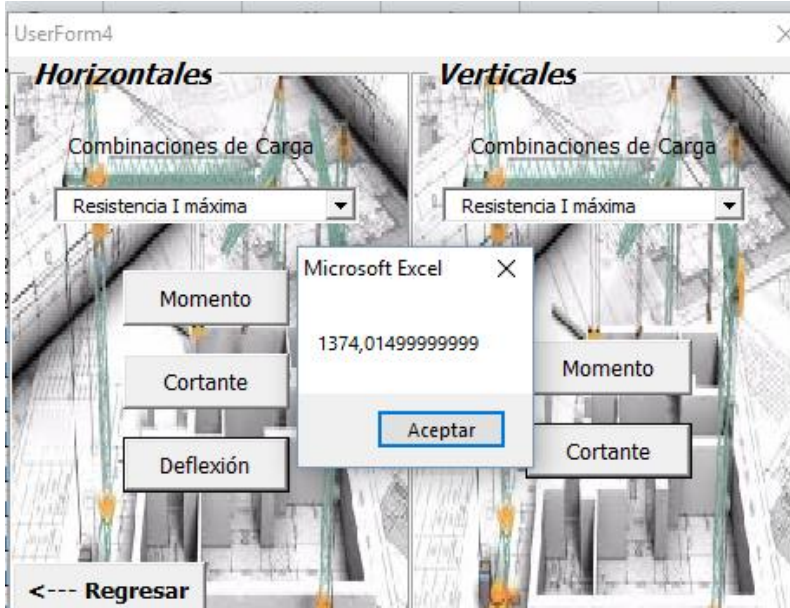 UserForm4
Horizontales
Combinaciones de Carga
Resistencia I máxima
Momento
Cortante
Deflexión
<--- Regresar
Verticales
Combinaciones de Carga
Resistencia I máxima
Momento
Cortante
Microsoft Excel
1374,01499999999
Aceptar